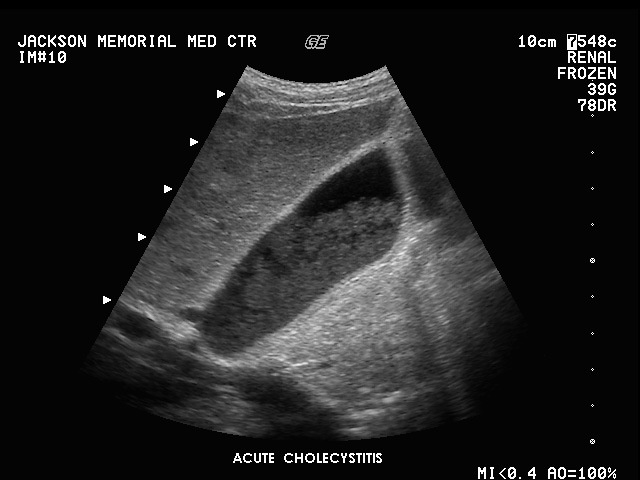 JACKSON MEMORIAL MED CTR
IM#10
GE
10cm ?548c
RENAL
FROZEN
39G
78DR
ACUTE CHOLECYSTITIS
MI<0.4 AO=100%